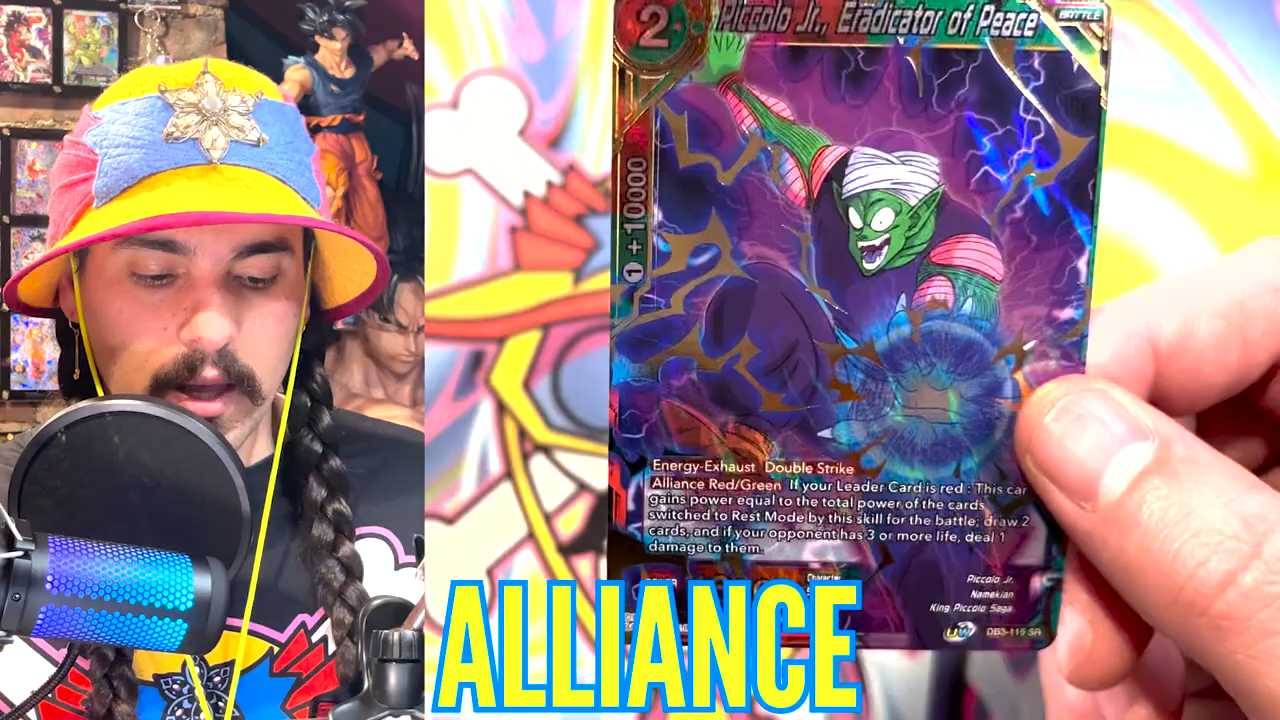 2
Piccolo Jr., Eradicator of Peace
BATTLE
1 +10000
Energy-Exhaust Double Strike
Alliance Red/Green If your Leader Card is red : This car
gains power equal to the total power of the cards
switched to Rest Mode by this skill for the battle; draw 2
cards, and if your opponent has 3 or more life, deal 1
damage to them.
Character
Piccolo Jr.
Namekian
King Piccolo Saga
UW
DB3-115 SR
ALLIANCE